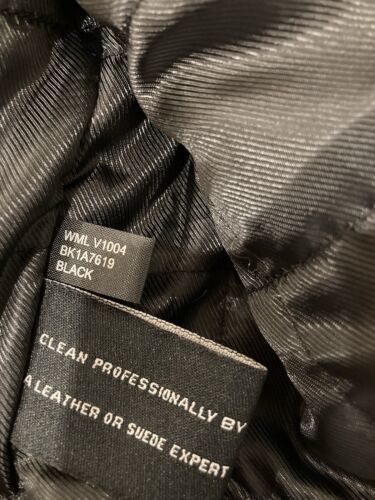 WML V1004
BK1A7619
BLACK
CLEAN PROFESSIONALLY BY
A LEATHER OR SUEDE EXPERT